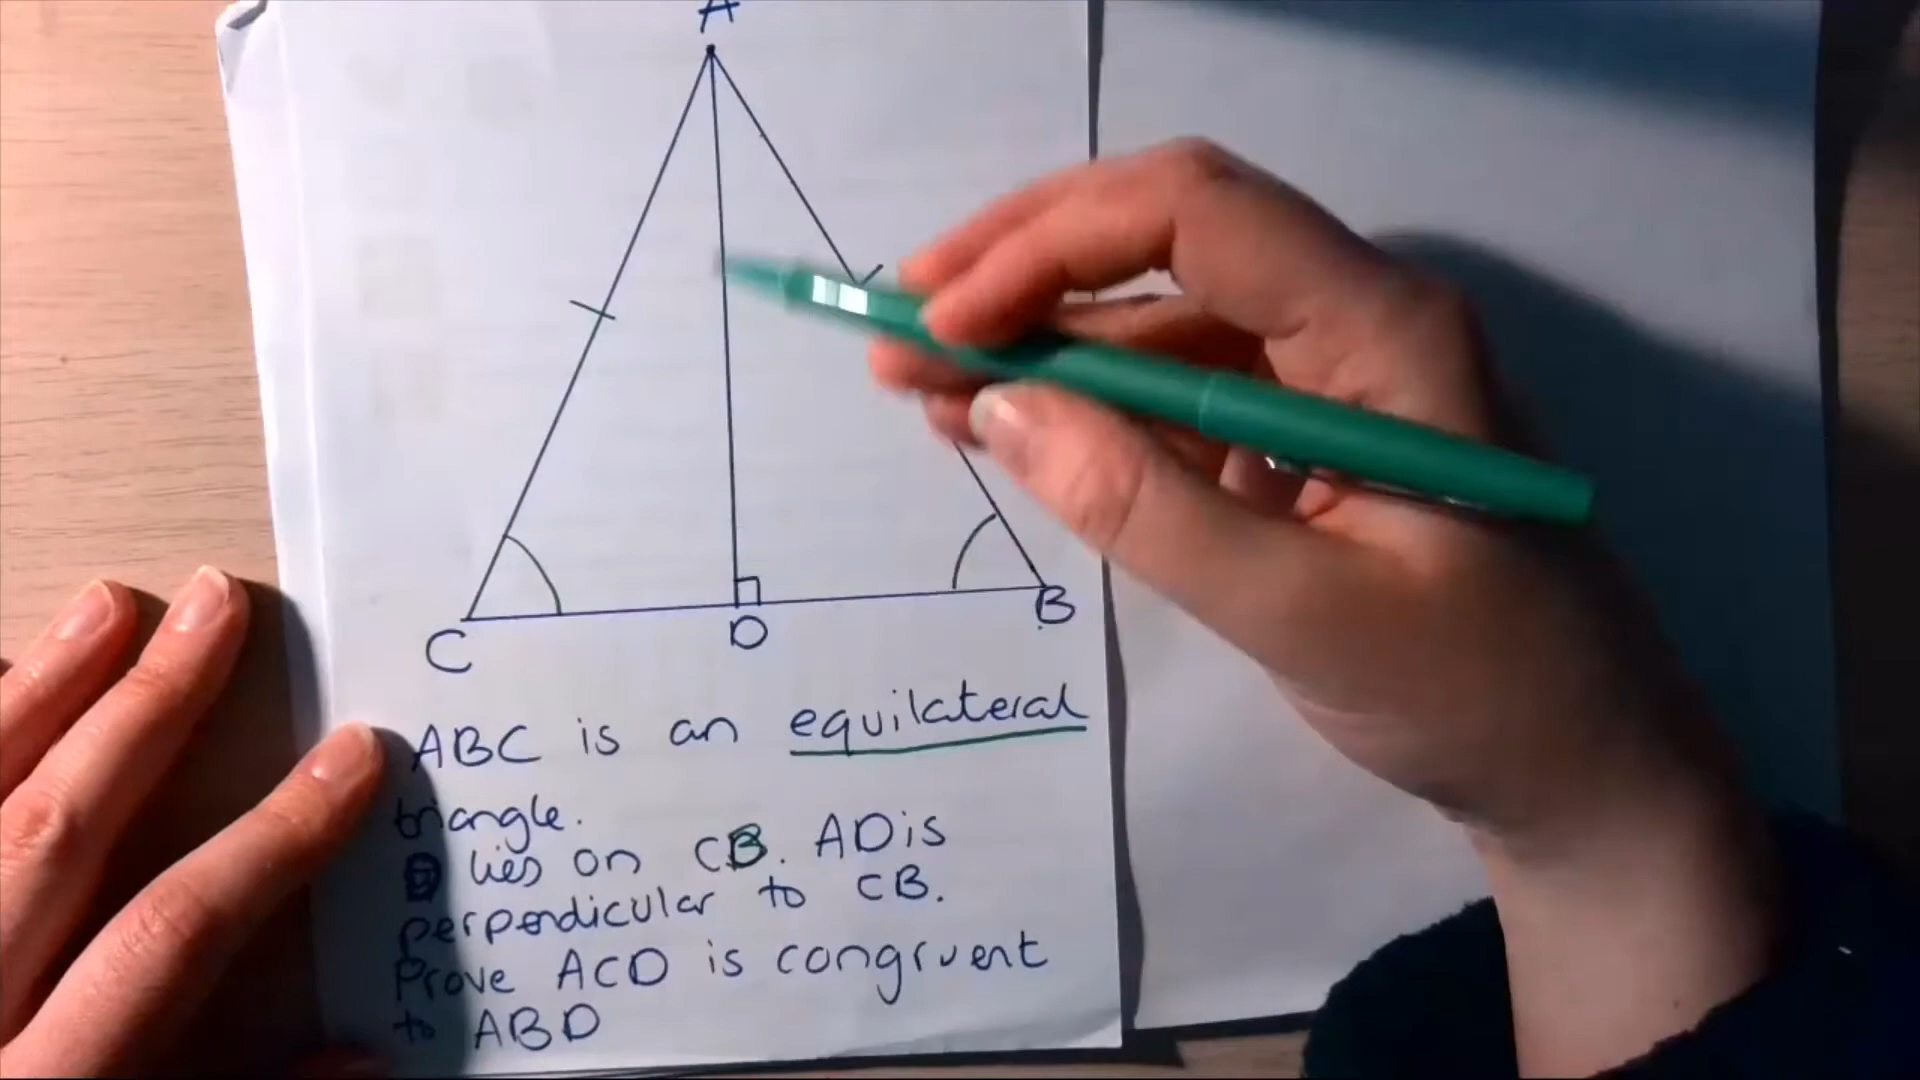 A
C
D
B
ABC is an equilateral
triangle.
D lies on CB. AD is
perpendicular to CB.
Prove ACD is congruent
to ABD